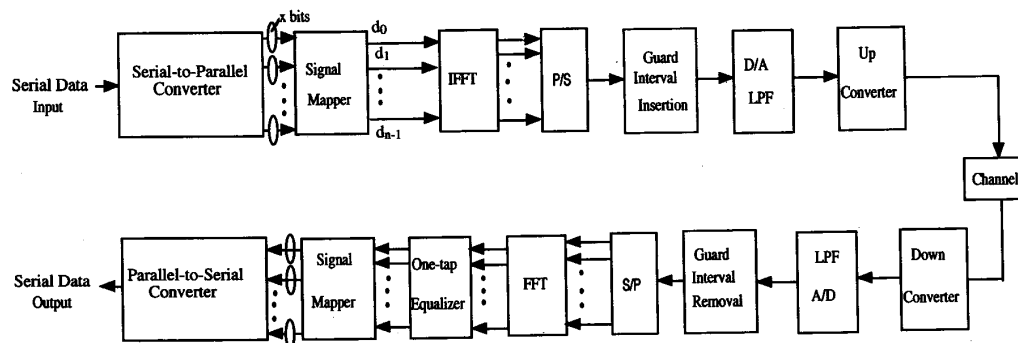 x bits
Serial Data
Input
Serial-to-Parallel
Converter
Signal
Mapper
d0
d1
dn-1
IFFT
P/S
Guard
Interval
Insertion
D/A
LPF
Up
Converter
Channel
Serial Data
Output
Parallel-to-Serial
Converter
Signal
Mapper
One-tap
Equalizer
FFT
S/P
Guard
Interval
Removal
LPF
A/D
Down
Converter